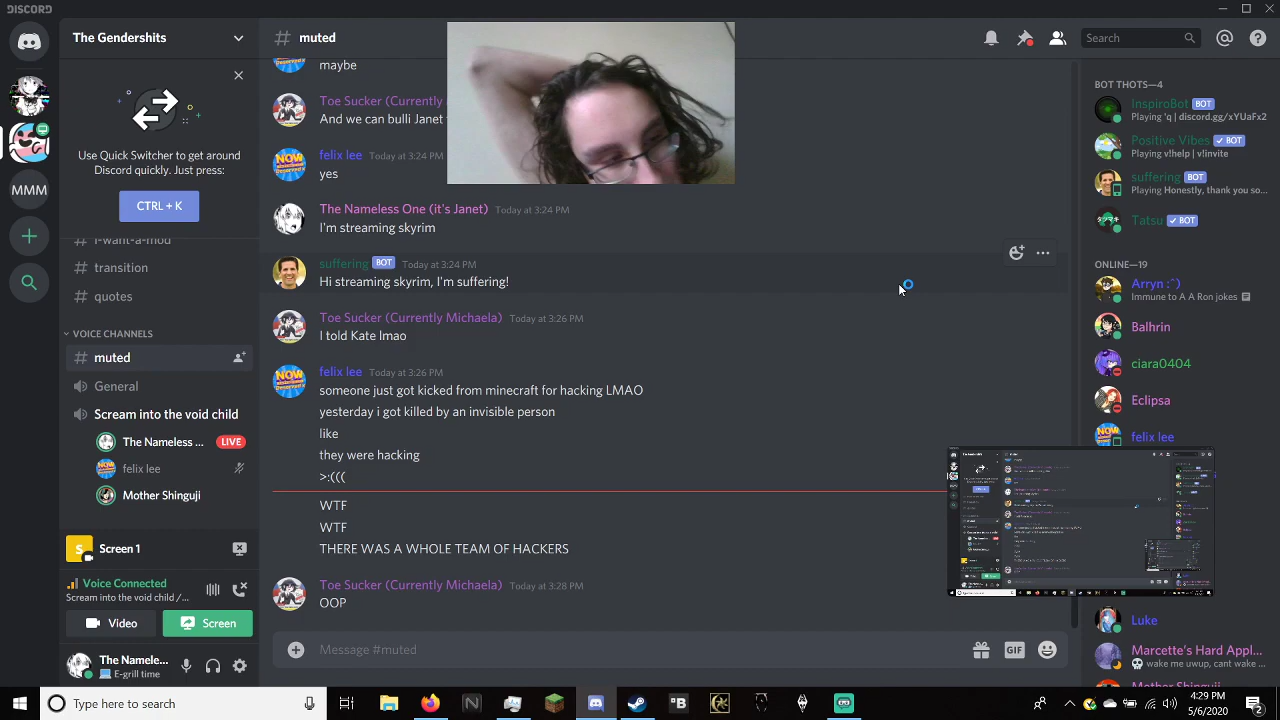 DISCORD
The Gendershits
# muted
Search
Use Quick Switcher to get around
Discord quickly. Just press:
CTRL + K
i-want-a-mod
# transition
# quotes
VOICE CHANNELS
# muted
General
Scream into the void child
The Nameless ... LIVE
felix lee
Mother Shinguji
Screen 1
Voice Connected
Scream into the void child /...
Video
Screen
The Namele...
E-grill time
MMM
maybe
Toe Sucker (Currently
And we can bulli Janet
felix lee Today at 3:24 PM
yes
The Nameless One (it's Janet) Today at 3:24 PM
I'm streaming skyrim
suffering BOT Today at 3:24 PM
Hi streaming skyrim, I'm suffering!
Toe Sucker (Currently Michaela) Today at 3:26 PM
I told Kate lmao
felix lee Today at 3:26 PM
someone just got kicked from minecraft for hacking LMAO
yesterday i got killed by an invisible person
like
they were hacking
>:(((
WTF
WTF
THERE WAS A WHOLE TEAM OF HACKERS
Toe Sucker (Currently Michaela) Today at 3:28 PM
OOP
Message #muted
GIF
BOT THOTS—4
InspiroBot BOT
Playing 'q | discord.gg/xYUaFx2
Positive Vibes ✓ BOT
Playing v!help | v!invite
suffering BOT
Playing Honestly, thank you so...
Tatsu ✓ BOT
ONLINE—19
Arryn :^)
Immune to A A Ron jokes
Balhrin
ciara0404
Eclipsa
felix lee
Luke
Marcette's Hard Appl...
wake me uwup, cant wake ...
Mother Shinguji
Type here to search
4:29 PM
5/6/2020
2